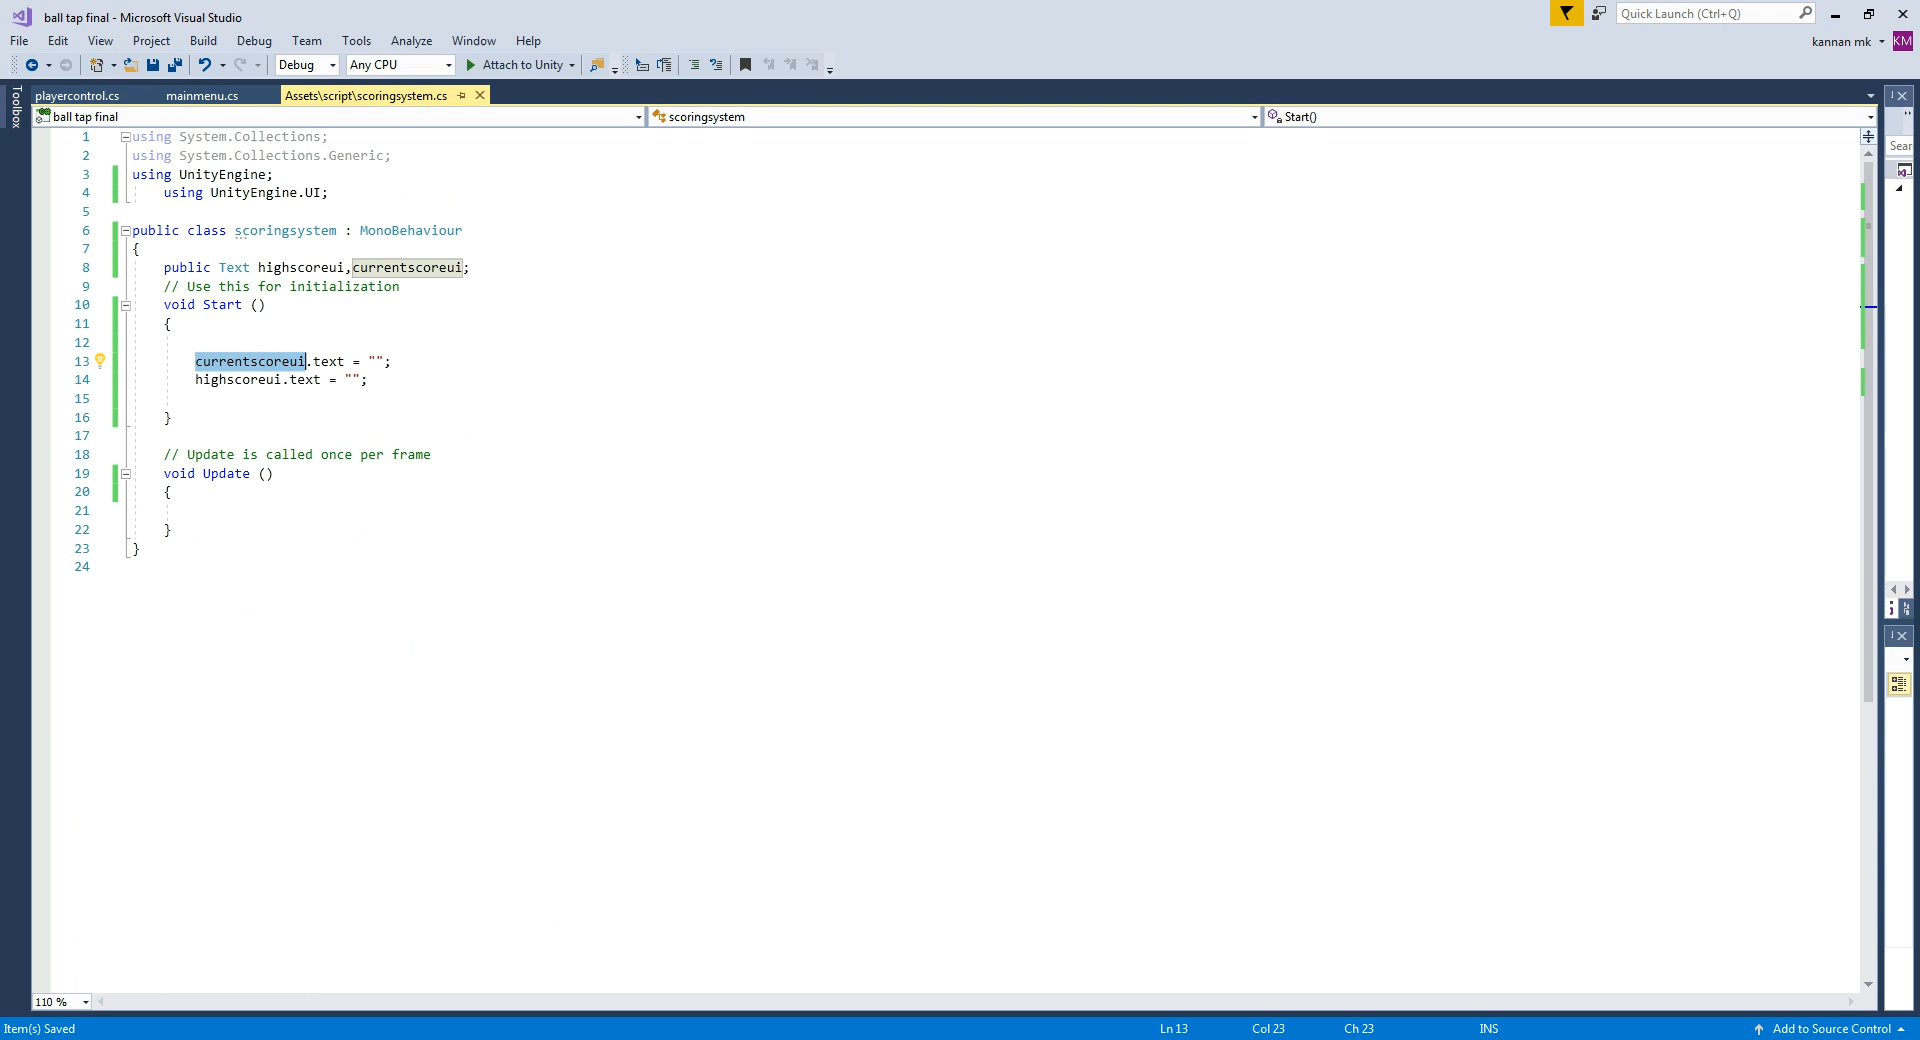 ball tap final - Microsoft Visual Studio
Quick Launch (Ctrl+Q)
File Edit View Project Build Debug Team Tools Analyze Window Help
kannan mk KM
Debug Any CPU Attach to Unity
Toolbox
playercontrol.cs mainmenu.cs Assets\script\scoringsystem.cs
ball tap final scoringsystem Start()
Sear
1 using System.Collections;
2 using System.Collections.Generic;
3 using UnityEngine;
4 using UnityEngine.UI;
5
6 public class scoringsystem : MonoBehaviour
7 {
8 public Text highscoreui,currentscoreui;
9 // Use this for initialization
10 void Start ()
11 {
12
13 currentscoreui.text = "";
14 highscoreui.text = "";
15
16 }
17
18 // Update is called once per frame
19 void Update ()
20 {
21
22 }
23 }
24
110 %
Item(s) Saved Ln 13 Col 23 Ch 23 INS Add to Source Control